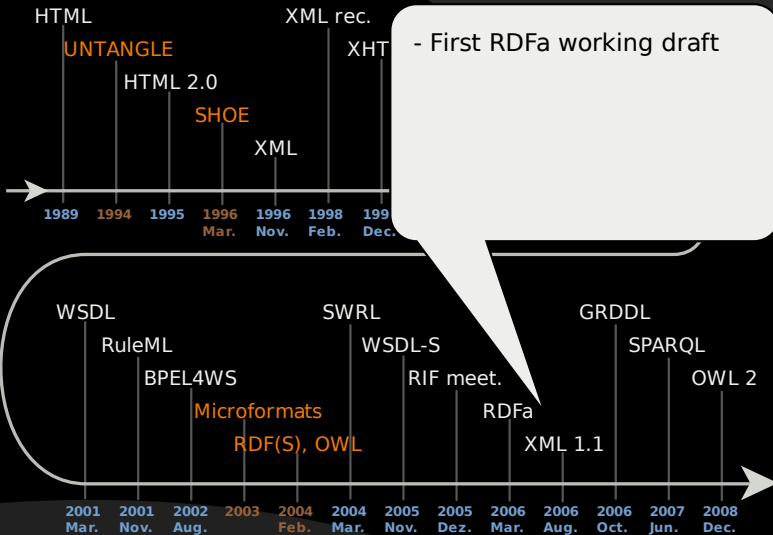 HTML
XML rec.
- First RDFa working draft
UNTANGLE
XHT
HTML 2.0
SHOE
XML
1989 1994 1995 1996 1996 1998 199
Mar. Nov. Feb. Dec.
WSDL SWRL GRDDL
RuleML WSDL-S SPARQL
BPEL4WS RIF meet. OWL 2
Microformats RDFa
RDF(S), OWL XML 1.1
2001 2001 2002 2003 2004 2004 2005 2005 2006 2006 2006 2007 2008
Mar. Nov. Aug. Feb. Mar. Nov. Dez. Mar. Aug. Oct. Jun. Dec.